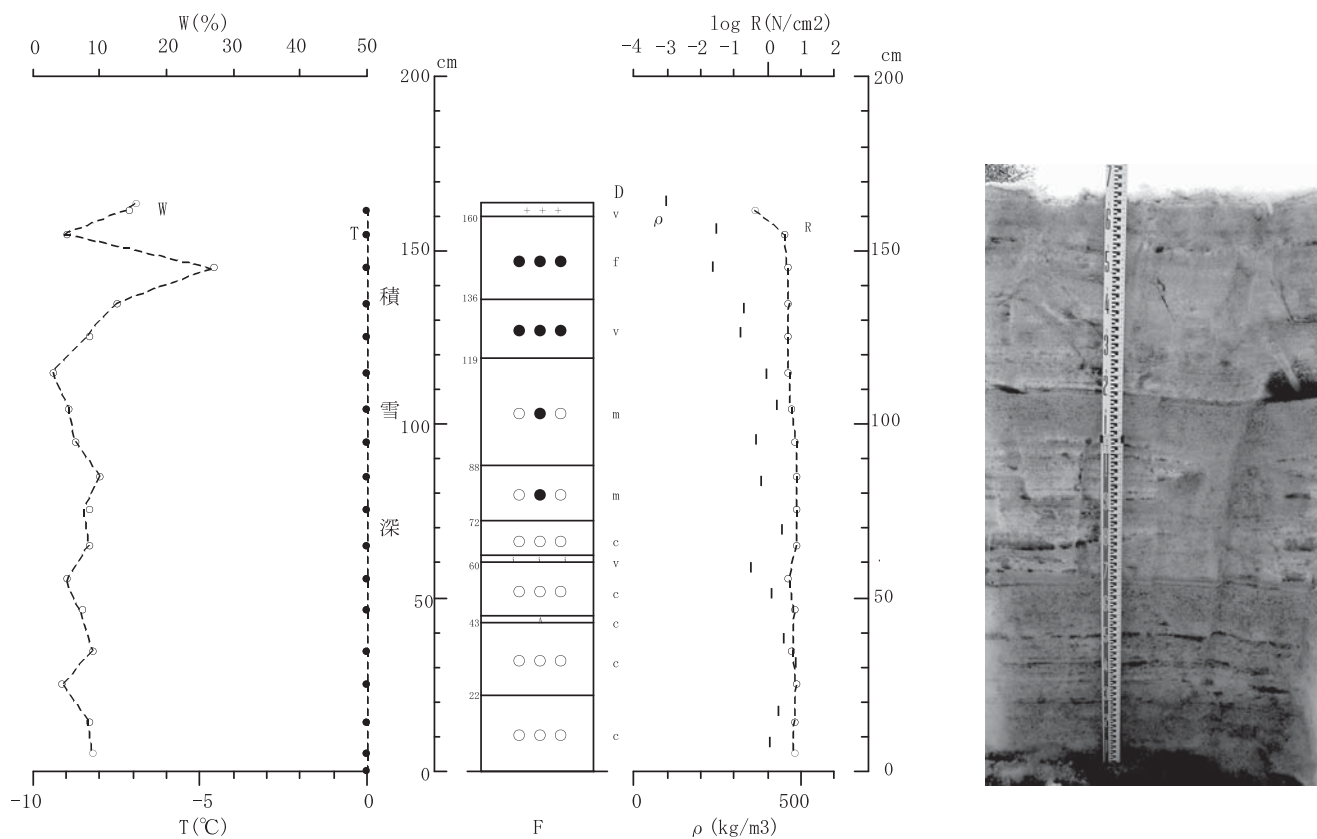 W(%)
0 10 20 30 40 50
cm
200
150
100
50
0
W
T
積
雪
深
-10 -5 0
T(℃)
D
160
136
119
88
72
60
43
22
v
f
v
m
m
c
v
c
c
c
c
F
log R(N/cm2)
-4 -3 -2 -1 0 1 2
ρ
R
0 500
ρ (kg/m3)
cm
200
150
100
50
0